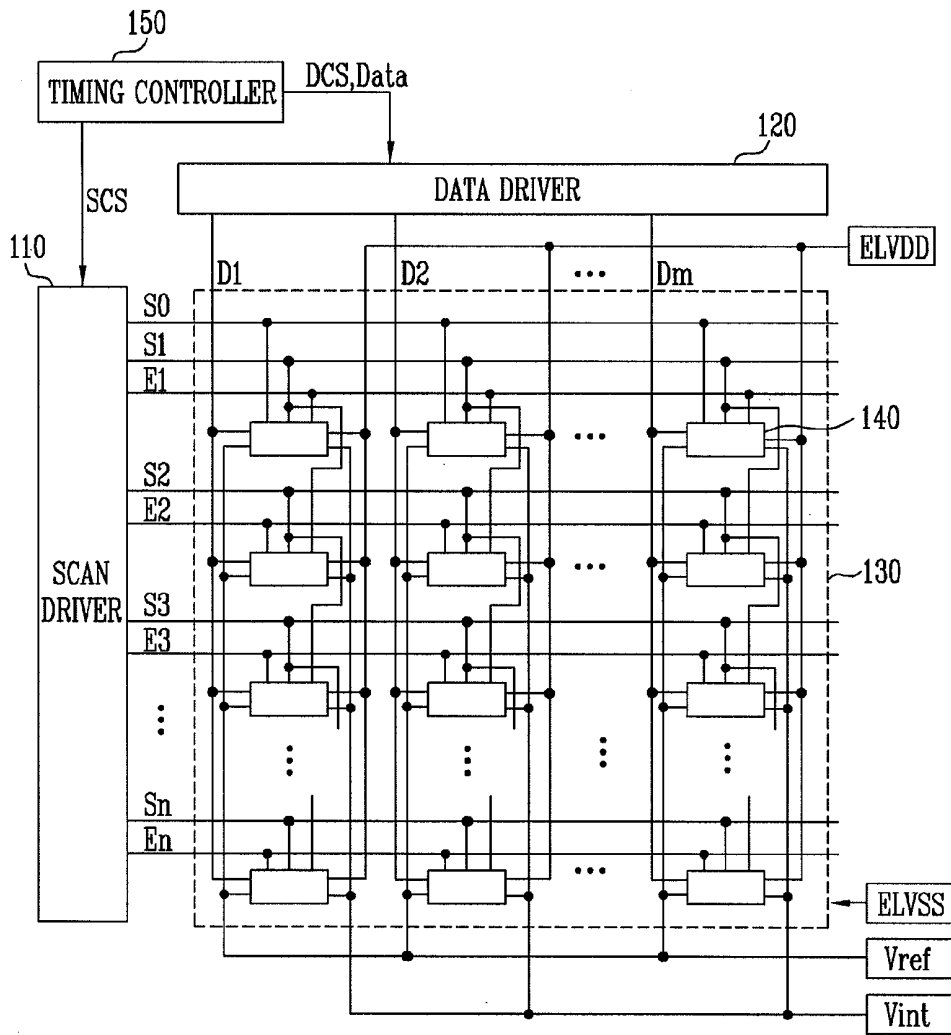 150
TIMING CONTROLLER
DCS,Data
120
DATA DRIVER
SCS
110
ELVDD
D1
D2
Dm
S0
S1
E1
140
S2
E2
SCAN
DRIVER
130
S3
E3
Sn
En
ELVSS
Vref
Vint